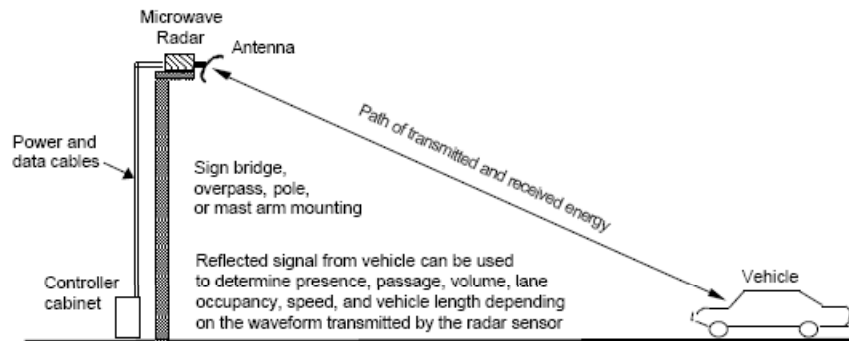 Microwave
Radar
Antenna
Path of transmitted and received energy
Power and
data cables
Sign bridge,
overpass, pole,
or mast arm mounting
Reflected signal from vehicle can be used
to determine presence, passage, volume, lane
occupancy, speed, and vehicle length depending
on the waveform transmitted by the radar sensor
Controller
cabinet
Vehicle